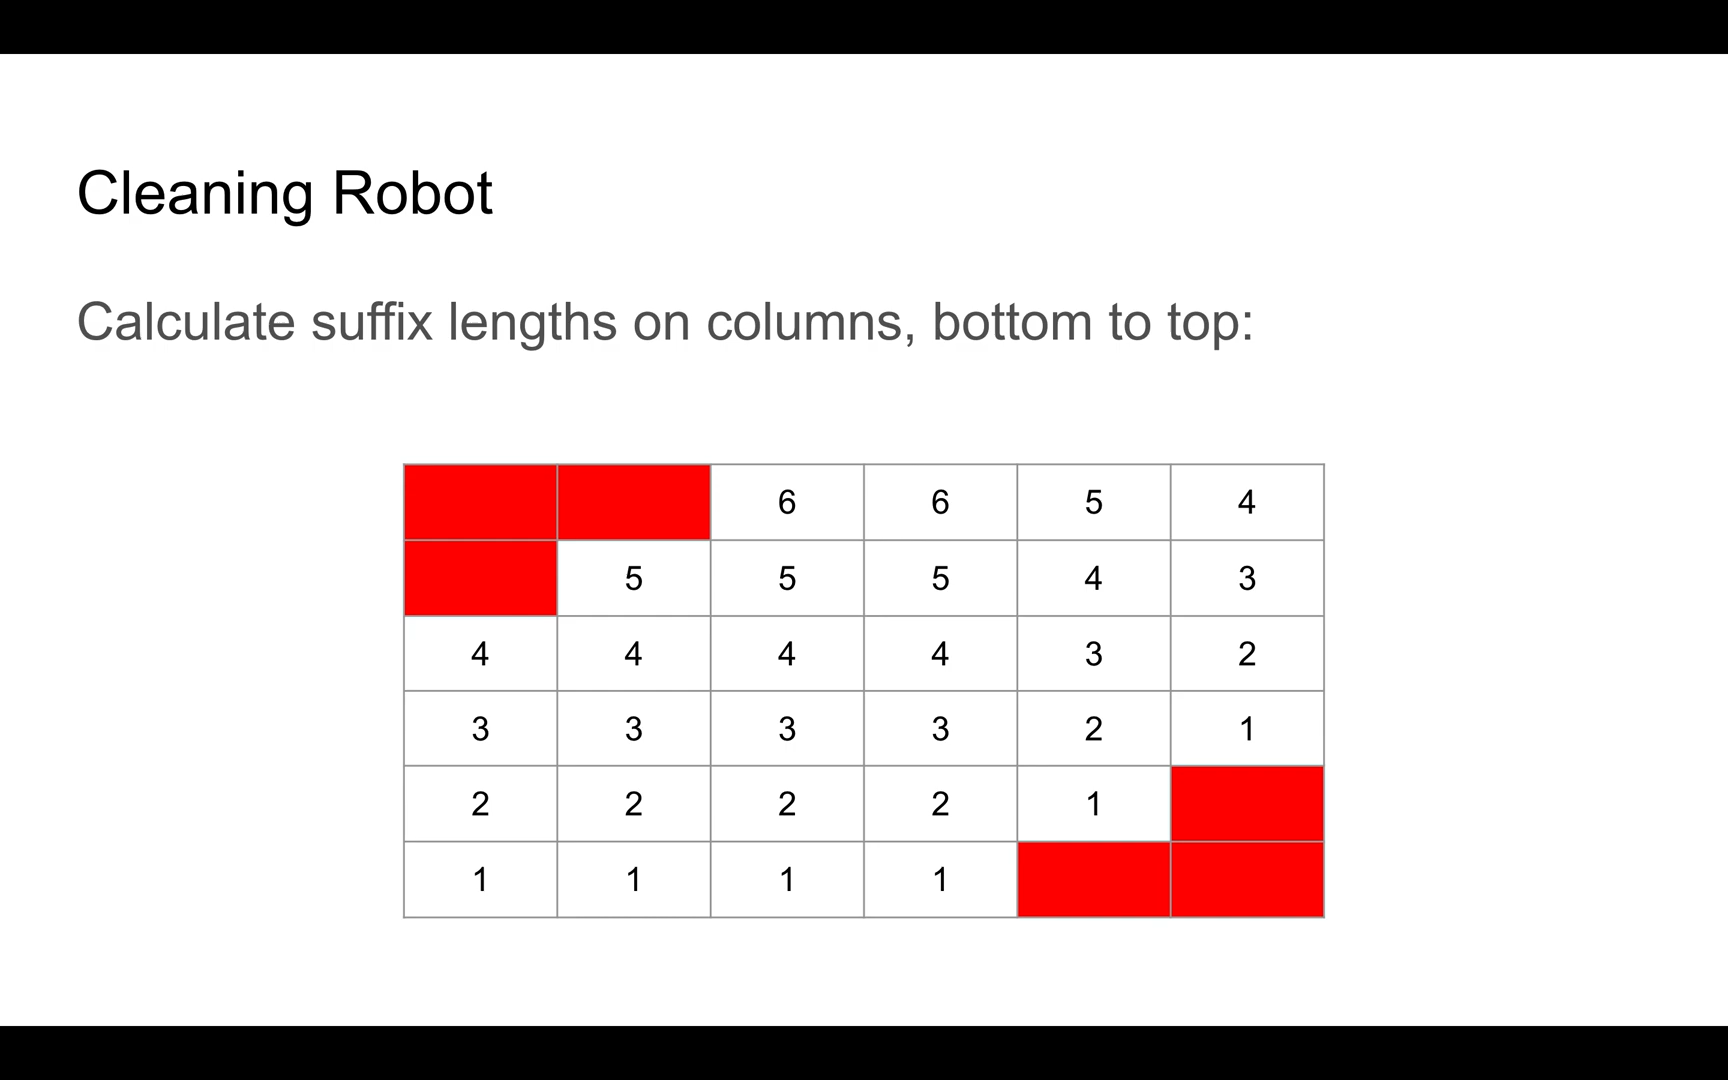 Cleaning Robot
Calculate suffix lengths on columns, bottom to top:
6 6 5 4
5 5 5 4 3
4 4 4 4 3 2
3 3 3 3 2 1
2 2 2 2 1
1 1 1 1